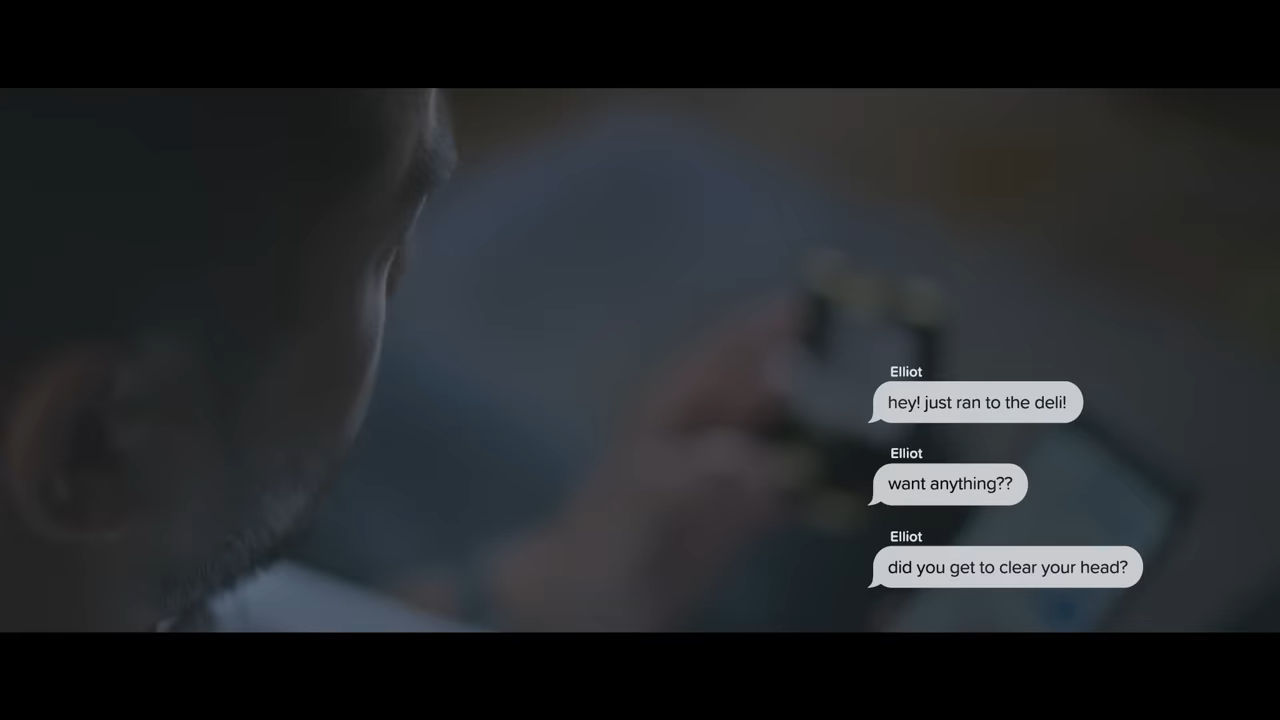 Elliot
hey! just ran to the deli!
Elliot
want anything??
Elliot
did you get to clear your head?